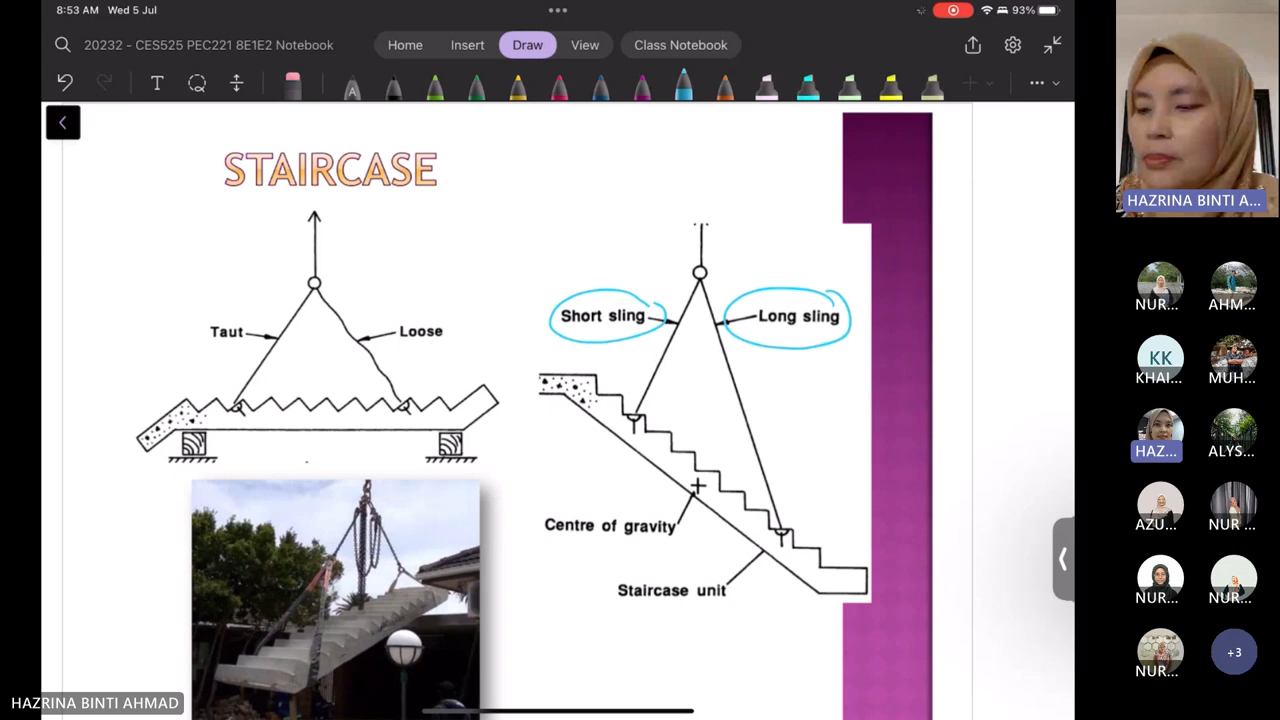 8:53 AM Wed 5 Jul
93%
20232 - CES525 PEC221 8E1E2 Notebook
Home
Insert
Draw
View
Class Notebook
T
A
STAIRCASE
Taut
Loose
Short sling
Long sling
Centre of gravity
Staircase unit
HAZRINA BINTI AHMAD
HAZRINA BINTI A...
NUR...
AHM...
KK
KHAI...
MUH...
HAZ...
ALYS...
AZU...
NUR ...
NUR...
NUR...
NUR...
+3